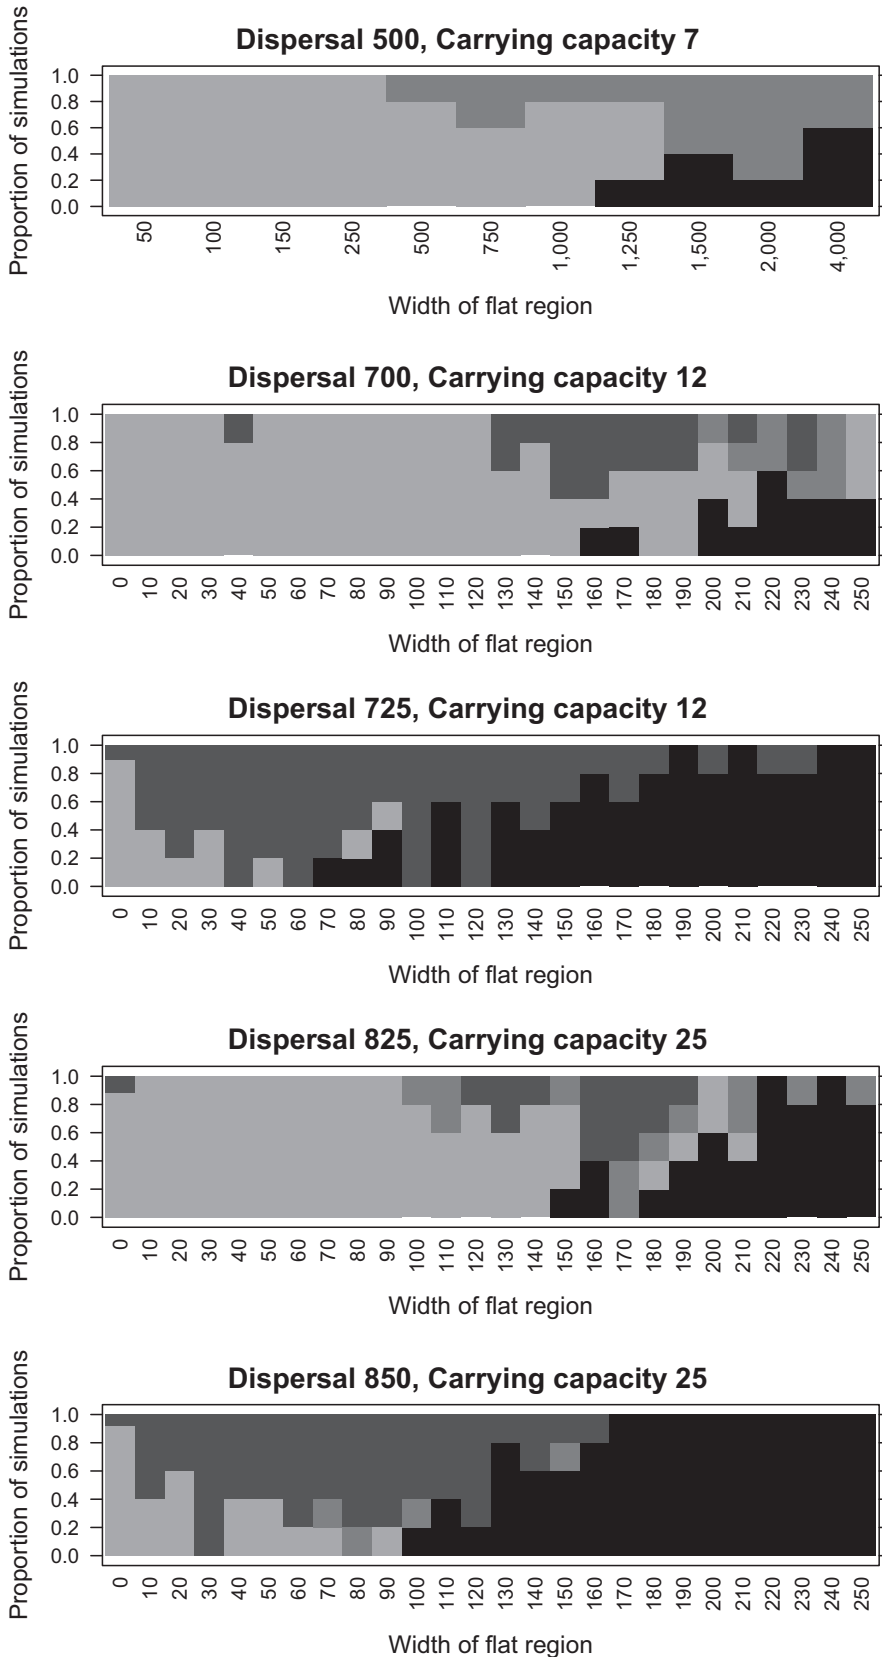 Dispersal 500, Carrying capacity 7
Proportion of simulations
1.0
0.8
0.6
0.4
0.2
0.0
50 100 150 250 500 750 1,000 1,250 1,500 2,000 4,000
Width of flat region
Dispersal 700, Carrying capacity 12
Proportion of simulations
1.0
0.8
0.6
0.4
0.2
0.0
0 10 20 30 40 50 60 70 80 90 100 110 120 130 140 150 160 170 180 190 200 210 220 230 240 250
Width of flat region
Dispersal 725, Carrying capacity 12
Proportion of simulations
1.0
0.8
0.6
0.4
0.2
0.0
0 10 20 30 40 50 60 70 80 90 100 110 120 130 140 150 160 170 180 190 200 210 220 230 240 250
Width of flat region
Dispersal 825, Carrying capacity 25
Proportion of simulations
1.0
0.8
0.6
0.4
0.2
0.0
0 10 20 30 40 50 60 70 80 90 100 110 120 130 140 150 160 170 180 190 200 210 220 230 240 250
Width of flat region
Dispersal 850, Carrying capacity 25
Proportion of simulations
1.0
0.8
0.6
0.4
0.2
0.0
0 10 20 30 40 50 60 70 80 90 100 110 120 130 140 150 160 170 180 190 200 210 220 230 240 250
Width of flat region